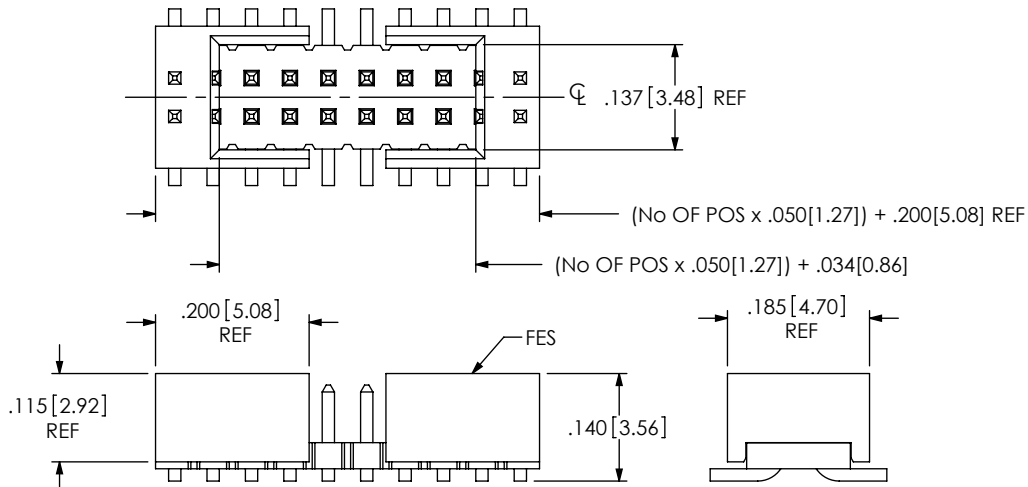 ℄ .137[3.48] REF
(No OF POS x .050[1.27]) + .200[5.08] REF
(No OF POS x .050[1.27]) + .034[0.86]
.200[5.08]
REF
FES
.185[4.70]
REF
.115[2.92]
REF
.140[3.56]